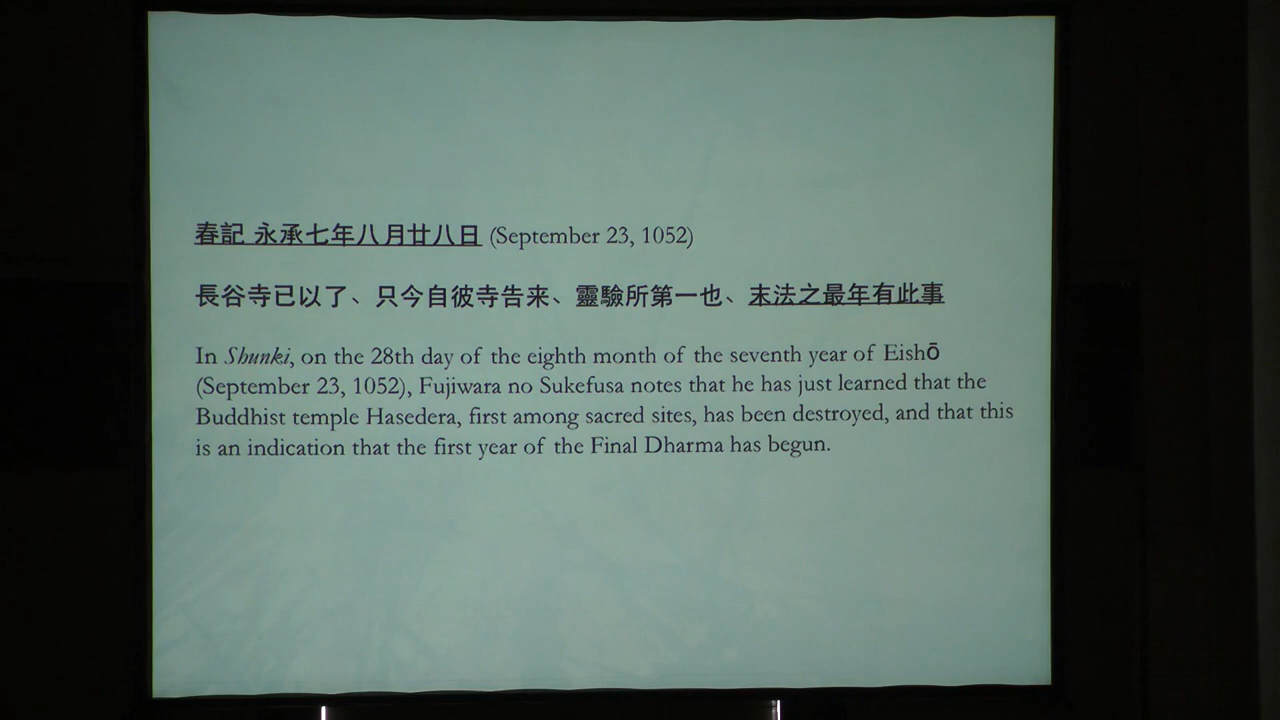 春記 永承七年八月廿八日 (September 23, 1052)
長谷寺已以了、只今自彼寺告来、靈驗所第一也、末法之最年有此事
In Shunki, on the 28th day of the eighth month of the seventh year of Eishō
(September 23, 1052), Fujiwara no Sukefusa notes that he has just learned that the
Buddhist temple Hasedera, first among sacred sites, has been destroyed, and that this
is an indication that the first year of the Final Dharma has begun.